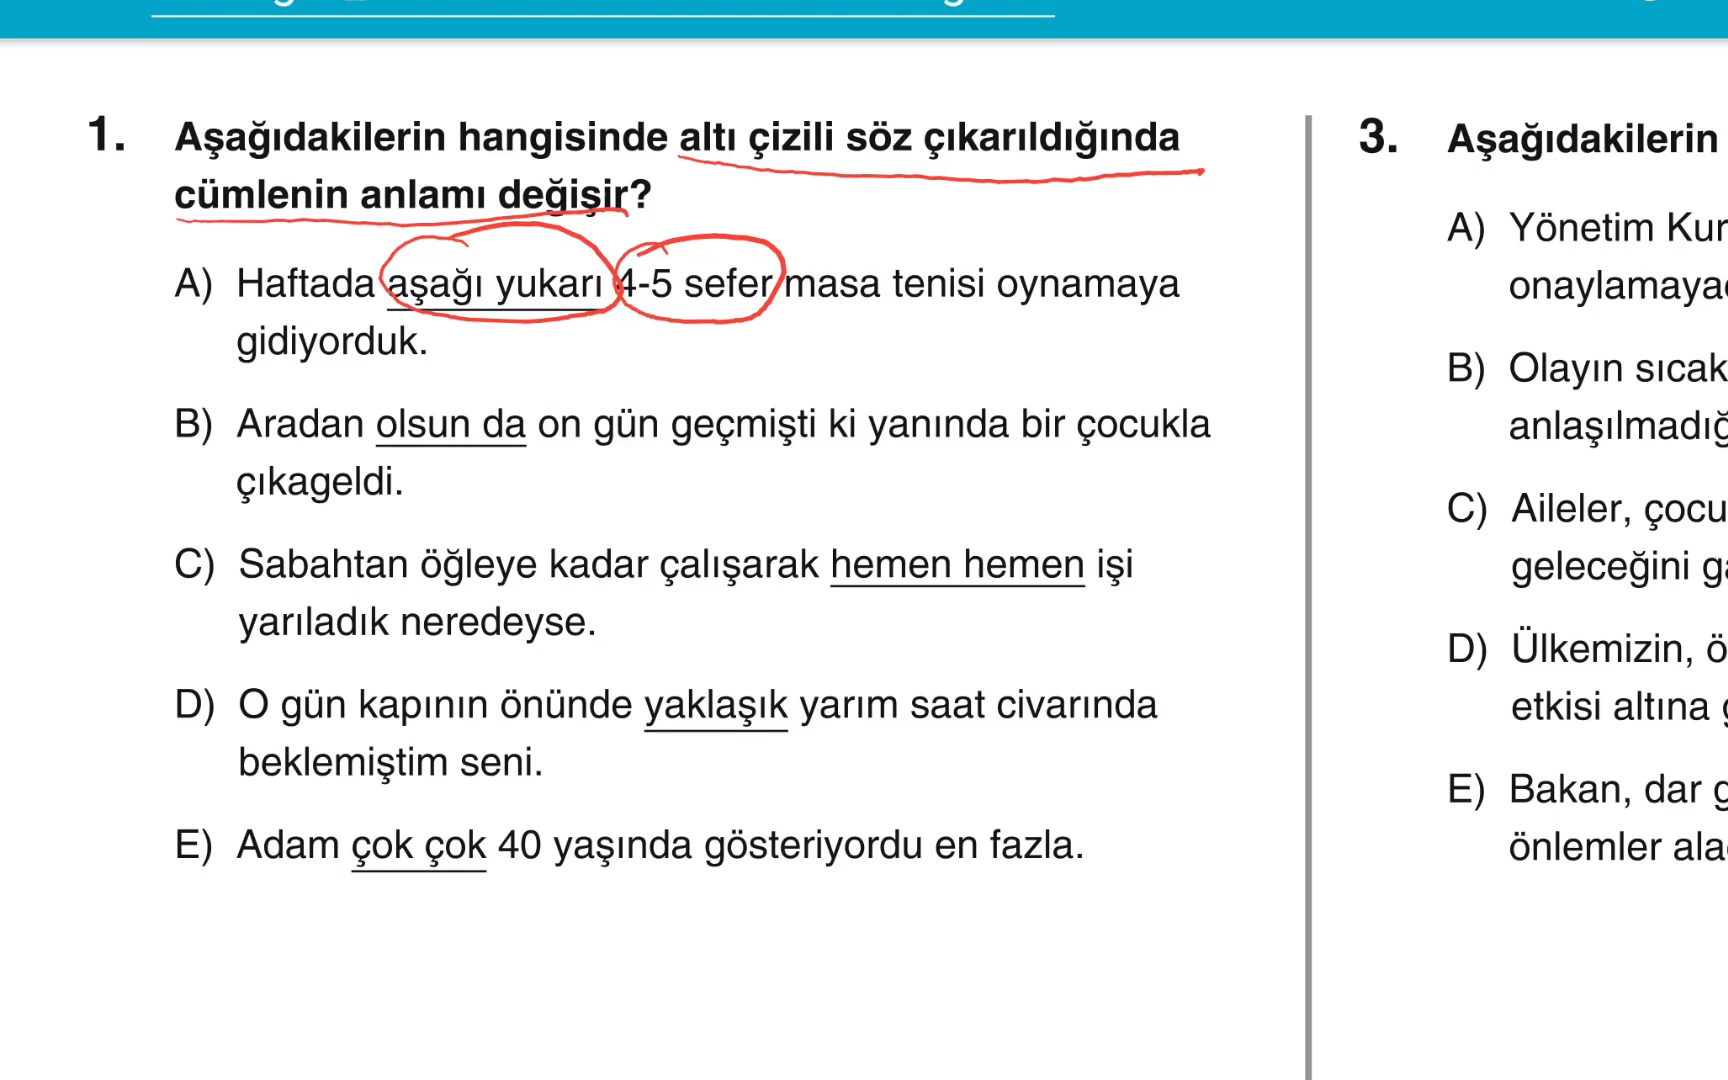 1. Aşağıdakilerin hangisinde altı çizili söz çıkarıldığında
cümlenin anlamı değişir?
A) Haftada aşağı yukarı 4-5 sefer masa tenisi oynamaya
gidiyorduk.
B) Aradan olsun da on gün geçmişti ki yanında bir çocukla
çıkageldi.
C) Sabahtan öğleye kadar çalışarak hemen hemen işi
yarıladık neredeyse.
D) O gün kapının önünde yaklaşık yarım saat civarında
beklemiştim seni.
E) Adam çok çok 40 yaşında gösteriyordu en fazla.
3. Aşağıdakilerin
A) Yönetim Kur
onaylamaya
B) Olayın sıcak
anlaşılmadığ
C) Aileler, çocu
geleceğini ga
D) Ülkemizin, ö
etkisi altına g
E) Bakan, dar g
önlemler ala